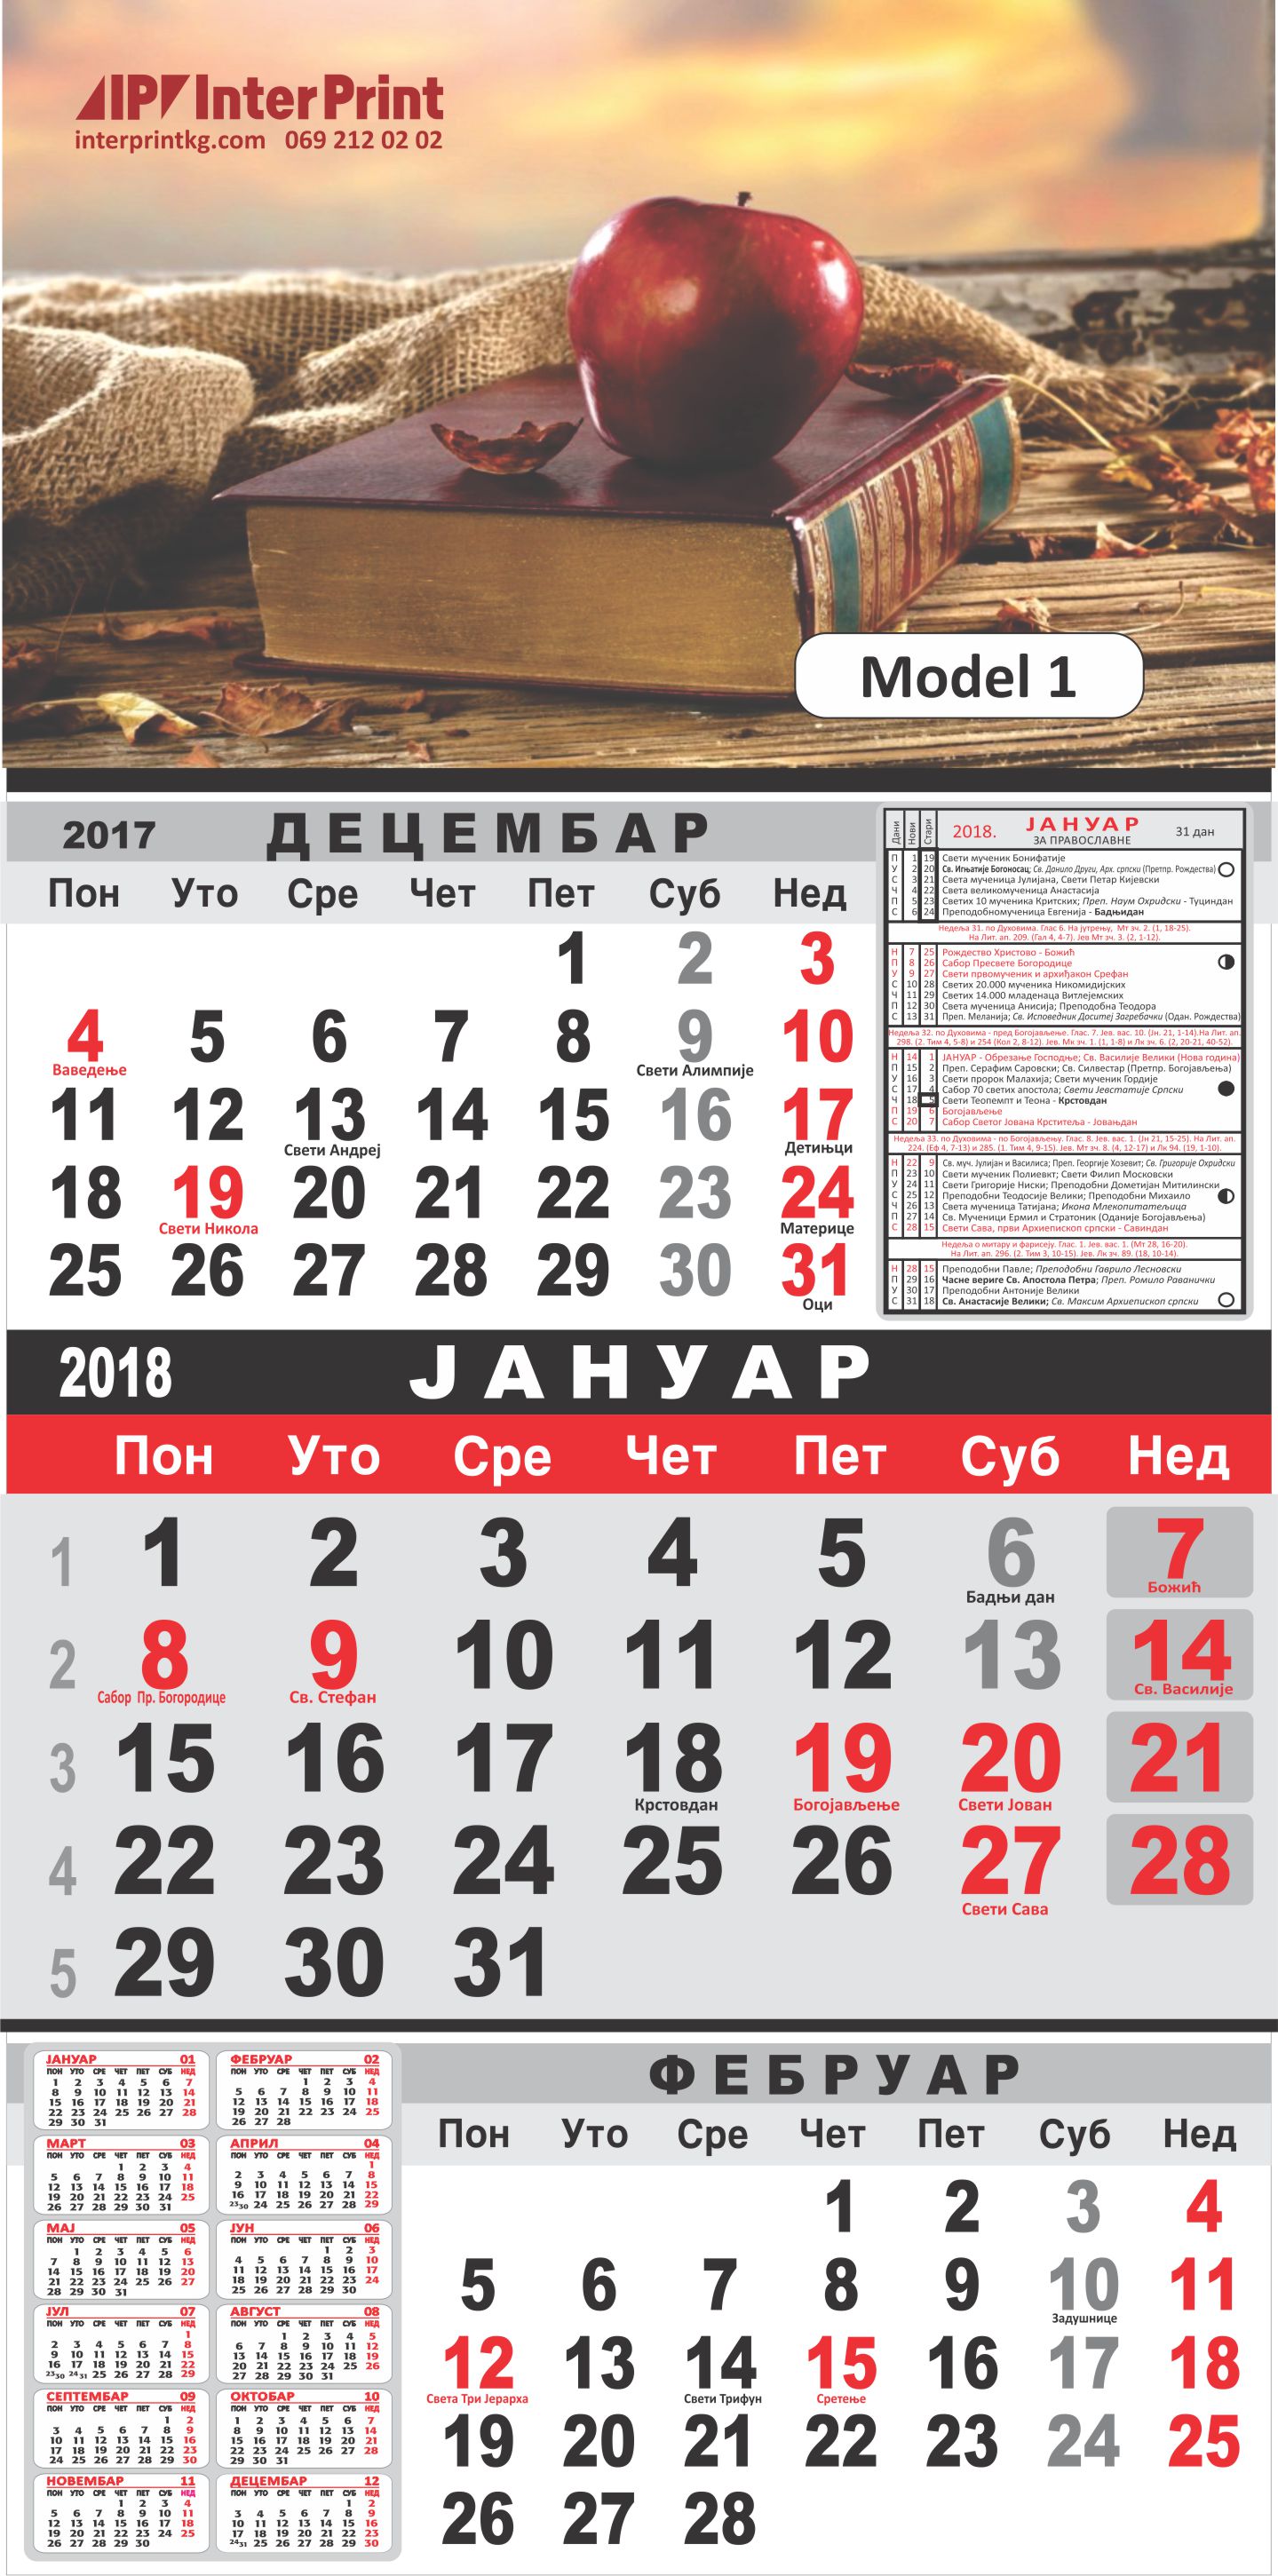 InterPrint
interprintkg.com 069 212 02 02
Model 1
2017 ДЕЦЕМБАР
Пон Уто Сре Чет Пет Суб Нед
1 2 3
4 5 6 7 8 9 10
Ваведење Свети Алимпије
11 12 13 14 15 16 17
Свети Андреј Детињци
18 19 20 21 22 23 24
Свети Никола Материце
25 26 27 28 29 30 31
Оци
Дани Нови Стари 2018. ЈАНУАР 31 дан
ЗА ПРАВОСЛАВНЕ
П 1 19 Свети мученик Бонифатије
У 2 20 Св. Игњатије Богоносац; Св. Данило Други, Арх. српски (Претпр. Рождества)
С 3 21 Света мученица Јулијана, Свети Петар Кијевски
Ч 4 22 Света великомученица Анастасија
П 5 23 Светих 10 мученика Критских; Преп. Наум Охридски - Туциндан
С 6 24 Преподобномученица Евгенија - Бадњидан
Недеља 31. по Духовима. Глас 6. На јутрењу, Мт зч. 2. (1, 18-25).
На Лит. ап. 209. (Гал 4, 4-7). Јев Мт зч. 3. (2, 1-12).
Н 7 25 Рождество Христово - Божић
П 8 26 Сабор Пресвете Богородице
У 9 27 Свети првомученик и архиђакон Срефан
С 10 28 Светих 20.000 мученика Никомидијских
Ч 11 29 Светих 14.000 младенаца Витлејемских
П 12 30 Света мученица Анисија; Преподобна Теодора
С 13 31 Преп. Меланија; Св. Исповедник Доситеј Загребачки (Одан. Рождества)
Недеља 32. по Духовима - пред Богојављење. Глас. 7. Јев. вас. 10. (Јн. 21, 1-14).На Лит. ап.
298. (2. Тим 4, 5-8) и 254 (Кол 2, 8-12). Јев. Мк зч. 1. (1, 1-8) и Лк зч. 6. (2, 20-21, 40-52).
Н 14 1 ЈАНУАР - Обрезање Господње; Св. Василије Велики (Нова година)
П 15 2 Преп. Серафим Саровски; Св. Силвестар (Претпр. Богојављења)
У 16 3 Свети пророк Малахија; Свети мученик Гордије
С 17 4 Сабор 70 светих апостола; Свети Јевстатије Српски
Ч 18 5 Свети Теопемпт и Теона - Крстовдан
П 19 6 Богојављење
С 20 7 Сабор Светог Јована Крститеља - Јовањдан
Недеља 33. по Духовима - по Богојављењу. Глас. 8. Јев. вас. 1. (Јн 21, 15-25). На Лит. ап.
224. (Еф 4, 7-13) и 285. (1. Тим 4, 9-15). Јев. Мт зч. 8. (4, 12-17) и Лк 94. (19, 1-10).
Н 22 9 Св. муч. Јулијан и Василиса; Преп. Георгије Хозевит; Св. Григорије Охридски
П 23 10 Свети мученик Полиевкт; Свети Филип Московски
У 24 11 Свети Григорије Ниски; Преподобни Дометијан Митилински
С 25 12 Преподобни Теодосије Велики; Преподобни Михаило
Ч 26 13 Света мученица Татијана; Икона Млекопитатељица
П 27 14 Св. Мученици Ермил и Стратоник (Оданије Богојављења)
С 28 15 Свети Сава, први Архиепископ српски - Савиндан
Недеља о митару и фарисеју. Глас. 1. Јев. вас. 1. (Мт 28, 16-20).
На Лит. ап. 296. (2. Тим 3, 10-15). Јев. Лк зч. 89. (18, 10-14).
Н 28 15 Преподобни Павле; Преподобни Гаврило Лесновски
П 29 16 Часне вериге Св. Апостола Петра; Преп. Ромило Раванички
У 30 17 Преподобни Антоније Велики
С 31 18 Св. Анастасије Велики; Св. Максим Архиепископ српски
2018 ЈАНУАР
Пон Уто Сре Чет Пет Суб Нед
1 1 2 3 4 5 6 7
Бадњи дан Божић
2 8 9 10 11 12 13 14
Сабор Пр. Богородице Св. Стефан Св. Василије
3 15 16 17 18 19 20 21
Крстовдан Богојављење Свети Јован
4 22 23 24 25 26 27 28
Свети Сава
5 29 30 31
ЈАНУАР 01
ПОН УТО СРЕ ЧЕТ ПЕТ СУБ НЕД
1 2 3 4 5 6 7
8 9 10 11 12 13 14
15 16 17 18 19 20 21
22 23 24 25 26 27 28
29 30 31
ФЕБРУАР 02
ПОН УТО СРЕ ЧЕТ ПЕТ СУБ НЕД
1 2 3 4
5 6 7 8 9 10 11
12 13 14 15 16 17 18
19 20 21 22 23 24 25
26 27 28
МАРТ 03
ПОН УТО СРЕ ЧЕТ ПЕТ СУБ НЕД
1 2 3 4
5 6 7 8 9 10 11
12 13 14 15 16 17 18
19 20 21 22 23 24 25
26 27 28 29 30 31
АПРИЛ 04
ПОН УТО СРЕ ЧЕТ ПЕТ СУБ НЕД
1
2 3 4 5 6 7 8
9 10 11 12 13 14 15
16 17 18 19 20 21 22
23 30 24 25 26 27 28 29
МАЈ 05
ПОН УТО СРЕ ЧЕТ ПЕТ СУБ НЕД
1 2 3 4 5 6
7 8 9 10 11 12 13
14 15 16 17 18 19 20
21 22 23 24 25 26 27
28 29 30 31
ЈУН 06
ПОН УТО СРЕ ЧЕТ ПЕТ СУБ НЕД
1 2 3
4 5 6 7 8 9 10
11 12 13 14 15 16 17
18 19 20 21 22 23 24
25 26 27 28 29 30
ЈУЛ 07
ПОН УТО СРЕ ЧЕТ ПЕТ СУБ НЕД
1
2 3 4 5 6 7 8
9 10 11 12 13 14 15
16 17 18 19 20 21 22
23 30 24 31 25 26 27 28 29
АВГУСТ 08
ПОН УТО СРЕ ЧЕТ ПЕТ СУБ НЕД
1 2 3 4 5
6 7 8 9 10 11 12
13 14 15 16 17 18 19
20 21 22 23 24 25 26
27 28 29 30 31
СЕПТЕМБАР 09
ПОН УТО СРЕ ЧЕТ ПЕТ СУБ НЕД
1 2
3 4 5 6 7 8 9
10 11 12 13 14 15 16
17 18 19 20 21 22 23
24 25 26 27 28 29 30
ОКТОБАР 10
ПОН УТО СРЕ ЧЕТ ПЕТ СУБ НЕД
1 2 3 4 5 6 7
8 9 10 11 12 13 14
15 16 17 18 19 20 21
22 23 24 25 26 27 28
29 30 31
НОВЕМБАР 11
ПОН УТО СРЕ ЧЕТ ПЕТ СУБ НЕД
1 2 3 4
5 6 7 8 9 10 11
12 13 14 15 16 17 18
19 20 21 22 23 24 25
26 27 28 29 30
ДЕЦЕМБАР 12
ПОН УТО СРЕ ЧЕТ ПЕТ СУБ НЕД
1 2
3 4 5 6 7 8 9
10 11 12 13 14 15 16
17 18 19 20 21 22 23
24 31 25 26 27 28 29 30
ФЕБРУАР
Пон Уто Сре Чет Пет Суб Нед
1 2 3 4
5 6 7 8 9 10 11
Задушнице
12 13 14 15 16 17 18
Света Три Јерарха Свети Трифун Сретење
19 20 21 22 23 24 25
26 27 28